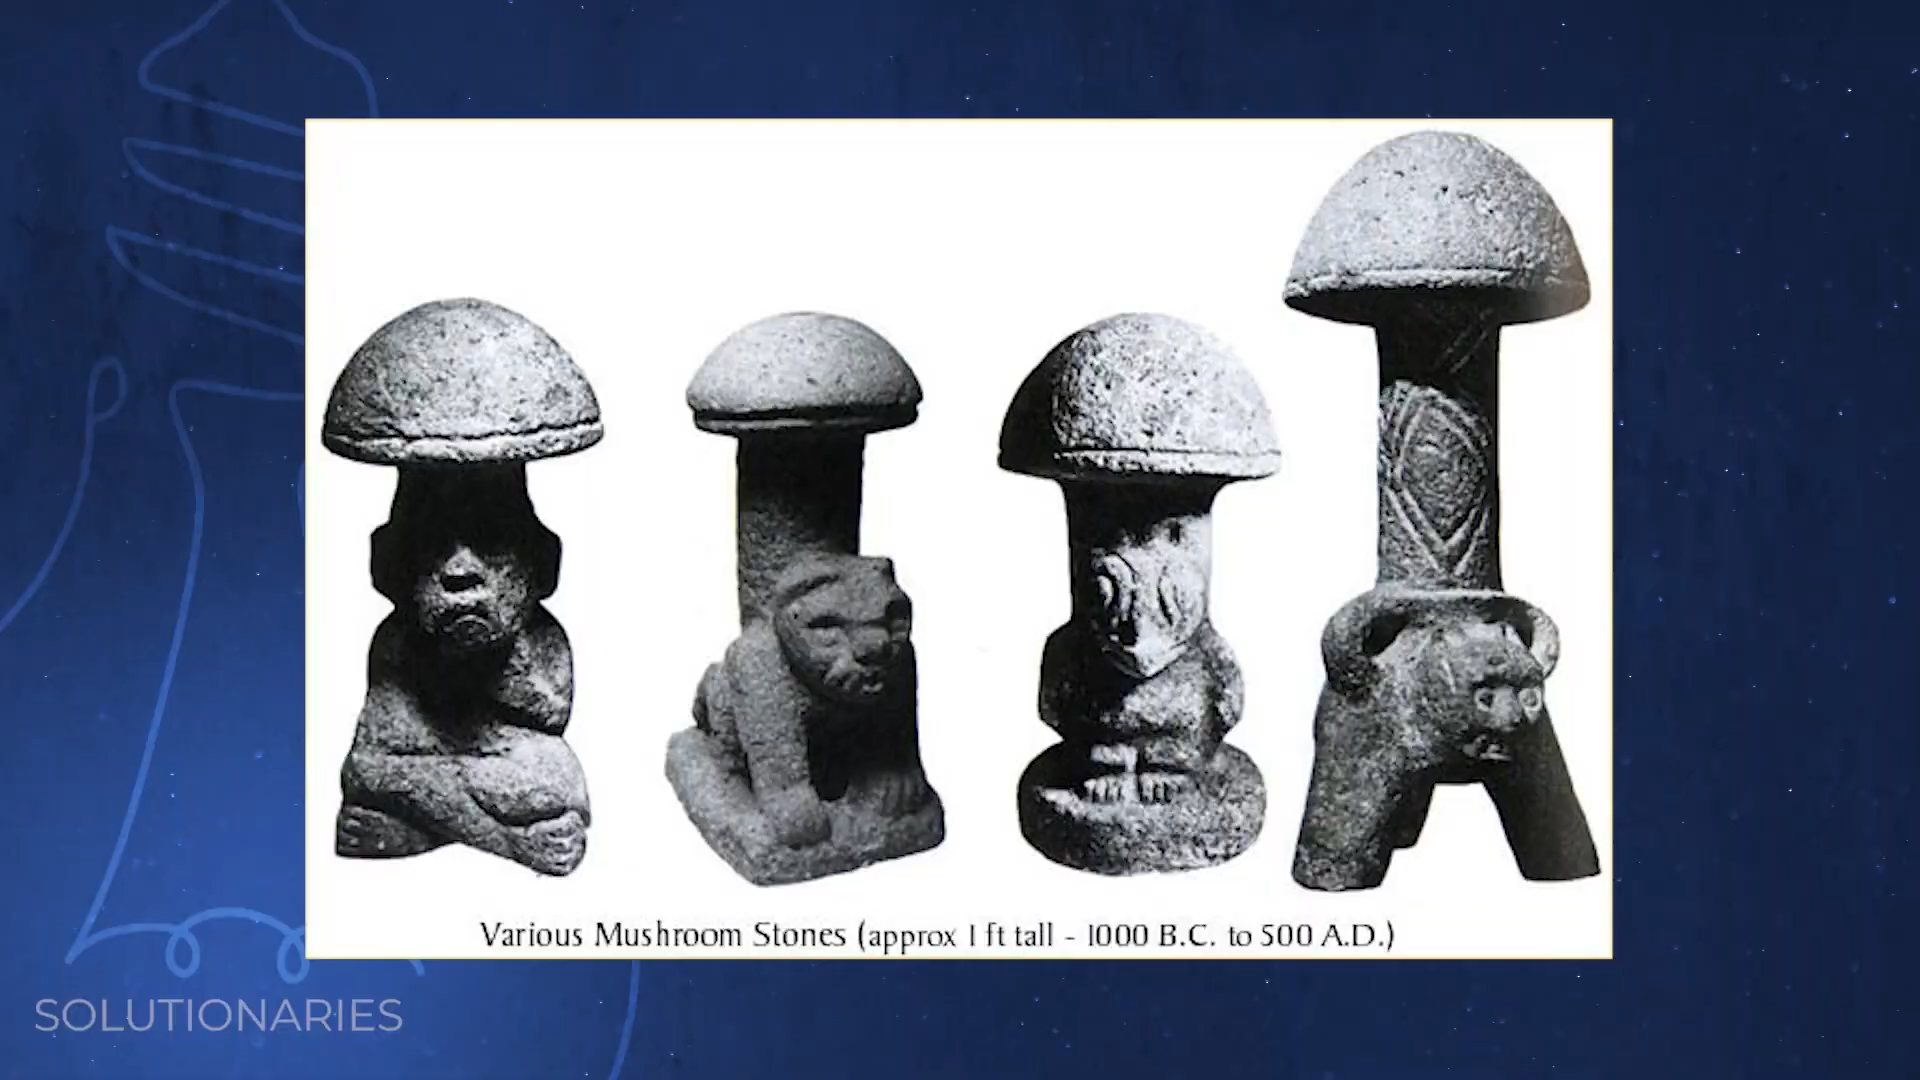 Various Mushroom Stones (approx 1 ft tall - 1000 B.C. to 500 A.D.)
SOLUTIONARIES